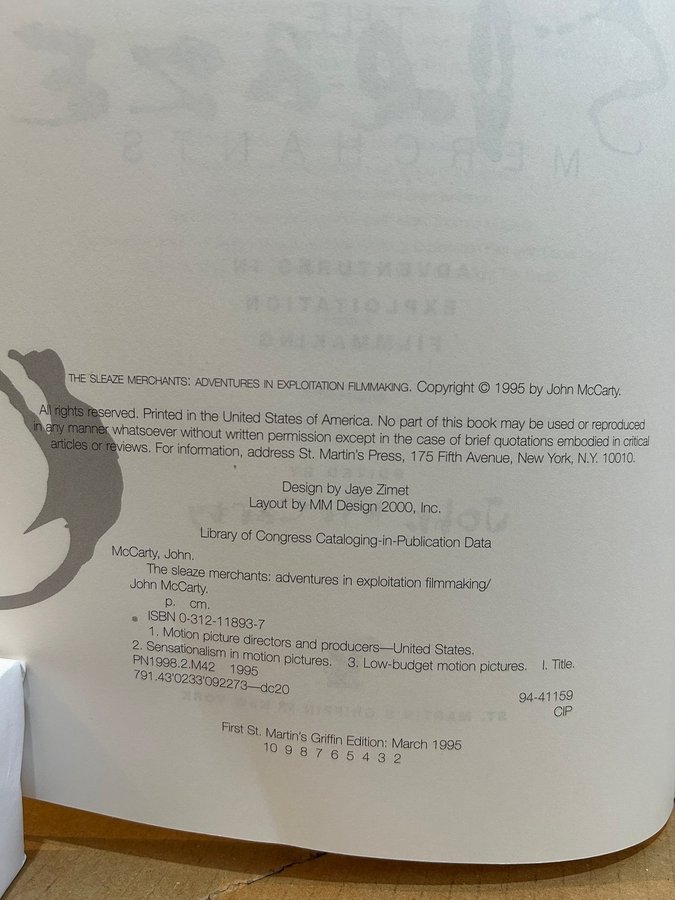 THE SLEAZE MERCHANTS: ADVENTURES IN EXPLOITATION FILMMAKING. Copyright © 1995 by John McCarty.
All rights reserved. Printed in the United States of America. No part of this book may be used or reproduced
in any manner whatsoever without written permission except in the case of brief quotations embodied in critical
articles or reviews. For information, address St. Martin's Press, 175 Fifth Avenue, New York, N.Y. 10010.
Design by Jaye Zimet
Layout by MM Design 2000, Inc.
Library of Congress Cataloging-in-Publication Data
McCarty, John.
The sleaze merchants: adventures in exploitation filmmaking/
John McCarty.
p. cm.
ISBN 0-312-11893-7
1. Motion picture directors and producers—United States.
2. Sensationalism in motion pictures. 3. Low-budget motion pictures. I. Title.
PN1998.2.M42 1995
791.43'0233'092273—dc20
94-41159
CIP
First St. Martin's Griffin Edition: March 1995
10 9 8 7 6 5 4 3 2